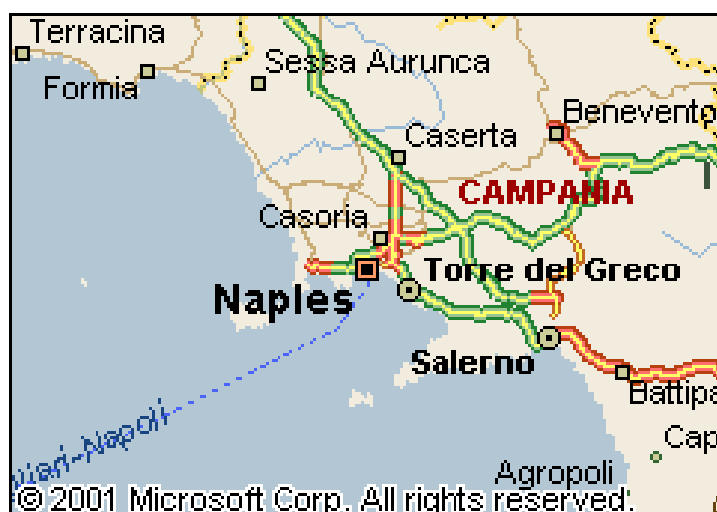 Terracina
Sessa Aurunca
Formia
Benevento
Caserta
CAMPANIA
Casoria
Torre del Greco
Naples
Salerno
Battipa
-Napoli
Cap
Agropoli
© 2001 Microsoft Corp. All rights reserved.